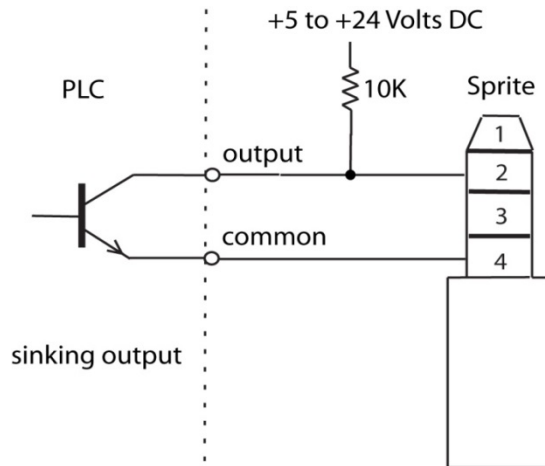 +5 to +24 Volts DC
PLC
10K
Sprite
1
output
2
3
common
4
sinking output